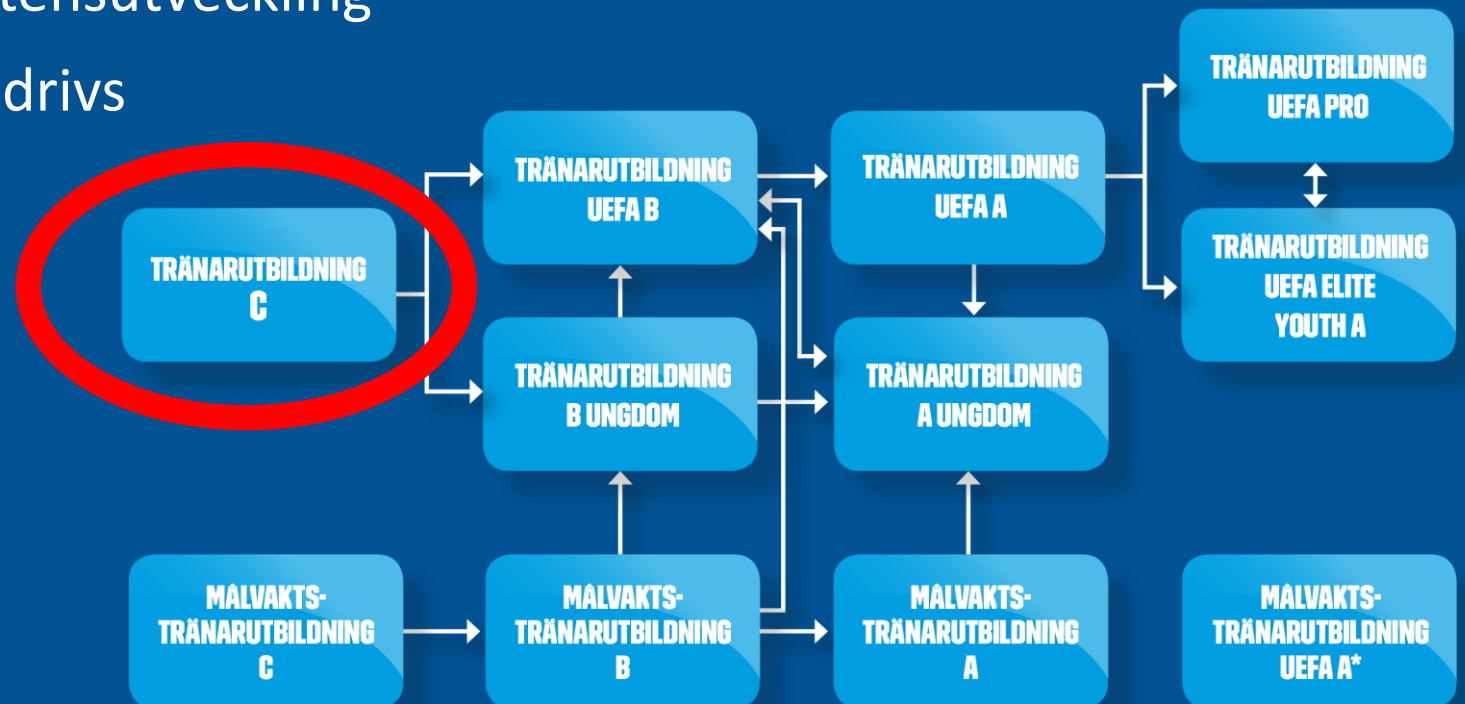 tensutveckling
drivs
TRÄNARUTBILDNING
C
TRÄNARUTBILDNING
UEFA B
TRÄNARUTBILDNING
UEFA A
TRÄNARUTBILDNING
UEFA PRO
TRÄNARUTBILDNING
UEFA ELITE
YOUTH A
TRÄNARUTBILDNING
B UNGDOM
TRÄNARUTBILDNING
A UNGDOM
MÅLVAKTS-
TRÄNARUTBILDNING
C
MÅLVAKTS-
TRÄNARUTBILDNING
B
MÅLVAKTS-
TRÄNARUTBILDNING
A
MÅLVAKTS-
TRÄNARUTBILDNING
UEFA A*